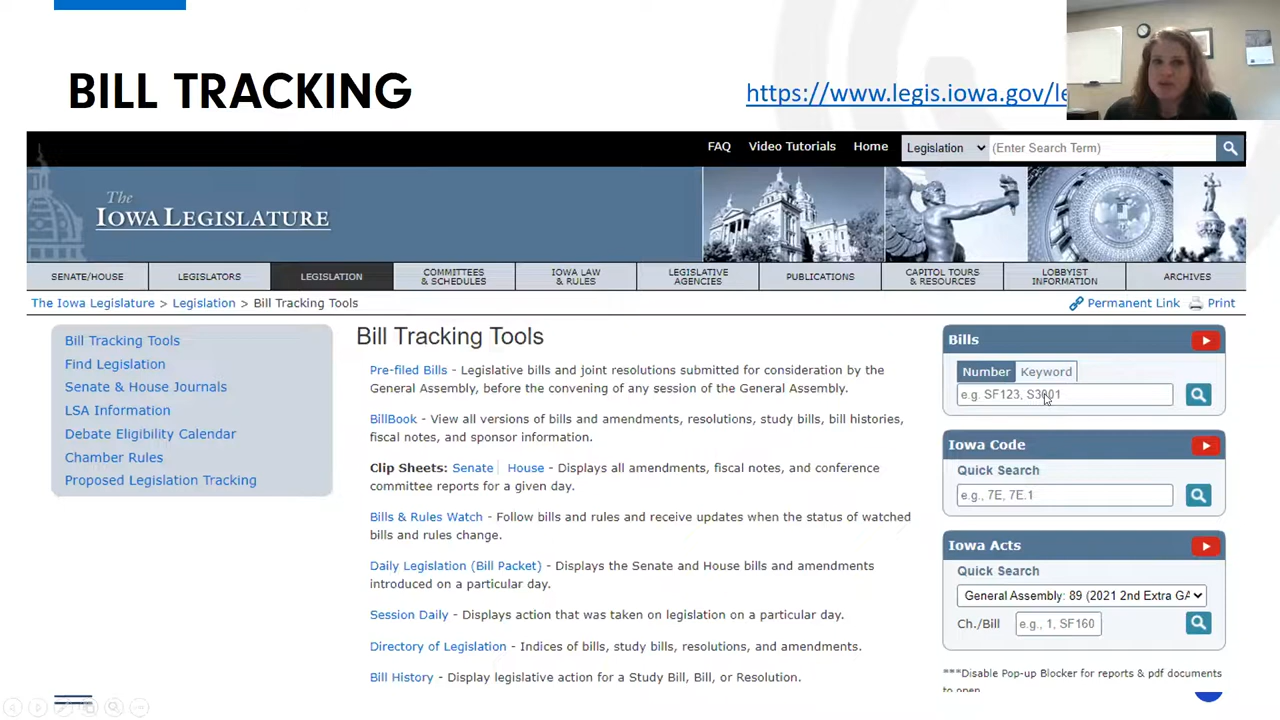 BILL TRACKING
https://www.legis.iowa.gov/le
FAQ Video Tutorials Home Legislation (Enter Search Term)
The
IOWA LEGISLATURE
SENATE/HOUSE LEGISLATORS LEGISLATION COMMITTEES & SCHEDULES IOWA LAW & RULES LEGISLATIVE AGENCIES PUBLICATIONS CAPITOL TOURS & RESOURCES LOBBYIST INFORMATION ARCHIVES
The Iowa Legislature > Legislation > Bill Tracking Tools
Permanent Link Print
Bill Tracking Tools
Find Legislation
Senate & House Journals
LSA Information
Debate Eligibility Calendar
Chamber Rules
Proposed Legislation Tracking
Bill Tracking Tools
Pre-filed Bills - Legislative bills and joint resolutions submitted for consideration by the
General Assembly, before the convening of any session of the General Assembly.
BillBook - View all versions of bills and amendments, resolutions, study bills, bill histories,
fiscal notes, and sponsor information.
Clip Sheets: Senate | House - Displays all amendments, fiscal notes, and conference
committee reports for a given day.
Bills & Rules Watch - Follow bills and rules and receive updates when the status of watched
bills and rules change.
Daily Legislation (Bill Packet) - Displays the Senate and House bills and amendments
introduced on a particular day.
Session Daily - Displays action that was taken on legislation on a particular day.
Directory of Legislation - Indices of bills, study bills, resolutions, and amendments.
Bill History - Display legislative action for a Study Bill, Bill, or Resolution.
Bills
Number Keyword
e.g. SF123, S3001
Iowa Code
Quick Search
e.g., 7E, 7E.1
Iowa Acts
Quick Search
General Assembly: 89 (2021 2nd Extra GA
Ch./Bill e.g., 1, SF160
***Disable Pop-up Blocker for reports & pdf documents
to open